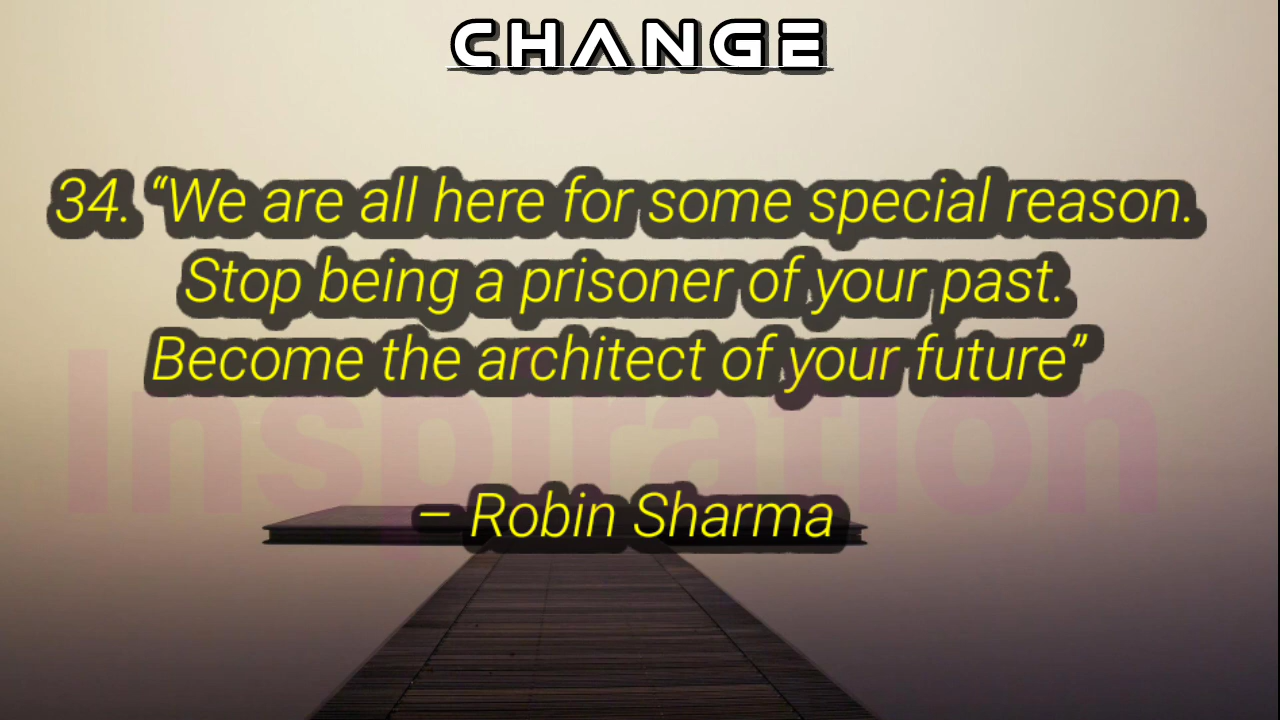 CHANGE
34. “We are all here for some special reason.
Stop being a prisoner of your past.
Become the architect of your future”
Inspiration
– Robin Sharma